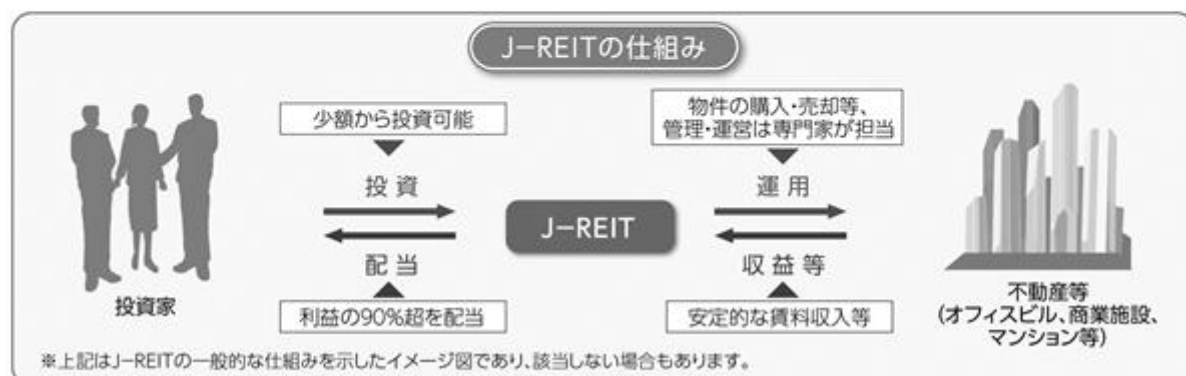 J−REITの仕組み
少額から投資可能
物件の購入・売却等、
管理・運営は専門家が担当
投資
運用
J−REIT
配当
収益等
投資家
利益の90%超を配当
安定的な賃料収入等
不動産等
(オフィスビル、商業施設、
マンション等)
※上記はJ−REITの一般的な仕組みを示したイメージ図であり、該当しない場合もあります。